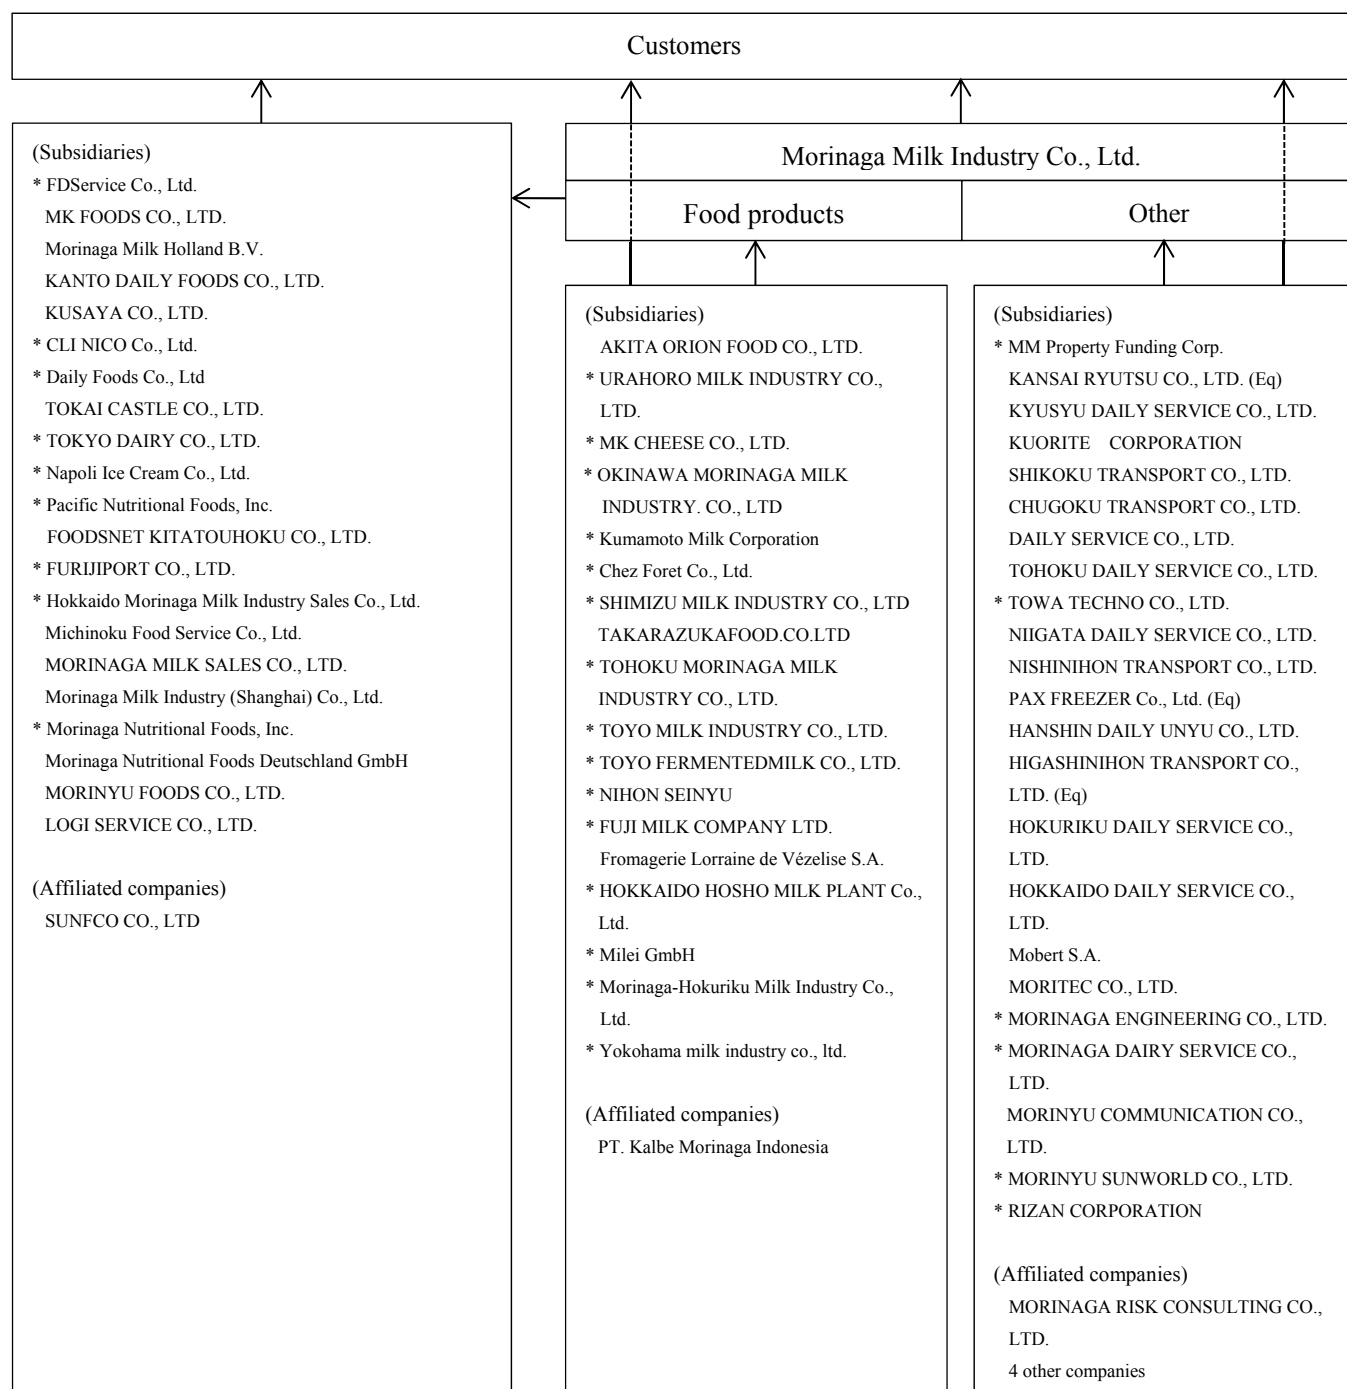 Customers
(Subsidiaries)
* FDService Co., Ltd.
MK FOODS CO., LTD.
Morinaga Milk Holland B.V.
KANTO DAILY FOODS CO., LTD.
KUSAYA CO., LTD.
* CLI NICO Co., Ltd.
* Daily Foods Co., Ltd
TOKAI CASTLE CO., LTD.
* TOKYO DAIRY CO., LTD.
* Napoli Ice Cream Co., Ltd.
* Pacific Nutritional Foods, Inc.
FOODSNET KITATOUHOKU CO., LTD.
* FURIJIPORT CO., LTD.
* Hokkaido Morinaga Milk Industry Sales Co., Ltd.
Michinoku Food Service Co., Ltd.
MORINAGA MILK SALES CO., LTD.
Morinaga Milk Industry (Shanghai) Co., Ltd.
* Morinaga Nutritional Foods, Inc.
Morinaga Nutritional Foods Deutschland GmbH
MORINYU FOODS CO., LTD.
LOGI SERVICE CO., LTD.
(Affiliated companies)
SUNFCO CO., LTD
Morinaga Milk Industry Co., Ltd.
Food products
Other
(Subsidiaries)
AKITA ORION FOOD CO., LTD.
* URAHORO MILK INDUSTRY CO.,
LTD.
* MK CHEESE CO., LTD.
* OKINAWA MORINAGA MILK
INDUSTRY. CO., LTD
* Kumamoto Milk Corporation
* Chez Foret Co., Ltd.
* SHIMIZU MILK INDUSTRY CO., LTD
TAKARAZUKAFOOD.CO.LTD
* TOHOKU MORINAGA MILK
INDUSTRY CO., LTD.
* TOYO MILK INDUSTRY CO., LTD.
* TOYO FERMENTEDMILK CO., LTD.
* NIHON SEINYU
* FUJI MILK COMPANY LTD.
Fromagerie Lorraine de Vézelise S.A.
* HOKKAIDO HOSHO MILK PLANT Co.,
Ltd.
* Milei GmbH
* Morinaga-Hokuriku Milk Industry Co.,
Ltd.
* Yokohama milk industry co., ltd.
(Affiliated companies)
PT. Kalbe Morinaga Indonesia
(Subsidiaries)
* MM Property Funding Corp.
KANSAI RYUTSU CO., LTD. (Eq)
KYUSYU DAILY SERVICE CO., LTD.
KUORITE CORPORATION
SHIKOKU TRANSPORT CO., LTD.
CHUGOKU TRANSPORT CO., LTD.
DAILY SERVICE CO., LTD.
TOHOKU DAILY SERVICE CO., LTD.
* TOWA TECHNO CO., LTD.
NIIGATA DAILY SERVICE CO., LTD.
NISHINIHON TRANSPORT CO., LTD.
PAX FREEZER Co., Ltd. (Eq)
HANSHIN DAILY UNYU CO., LTD.
HIGASHINIHON TRANSPORT CO.,
LTD. (Eq)
HOKURIKU DAILY SERVICE CO.,
LTD.
HOKKAIDO DAILY SERVICE CO.,
LTD.
Mobert S.A.
MORITEC CO., LTD.
* MORINAGA ENGINEERING CO., LTD.
* MORINAGA DAIRY SERVICE CO.,
LTD.
MORINYU COMMUNICATION CO.,
LTD.
* MORINYU SUNWORLD CO., LTD.
* RIZAN CORPORATION
(Affiliated companies)
MORINAGA RISK CONSULTING CO.,
LTD.
4 other companies